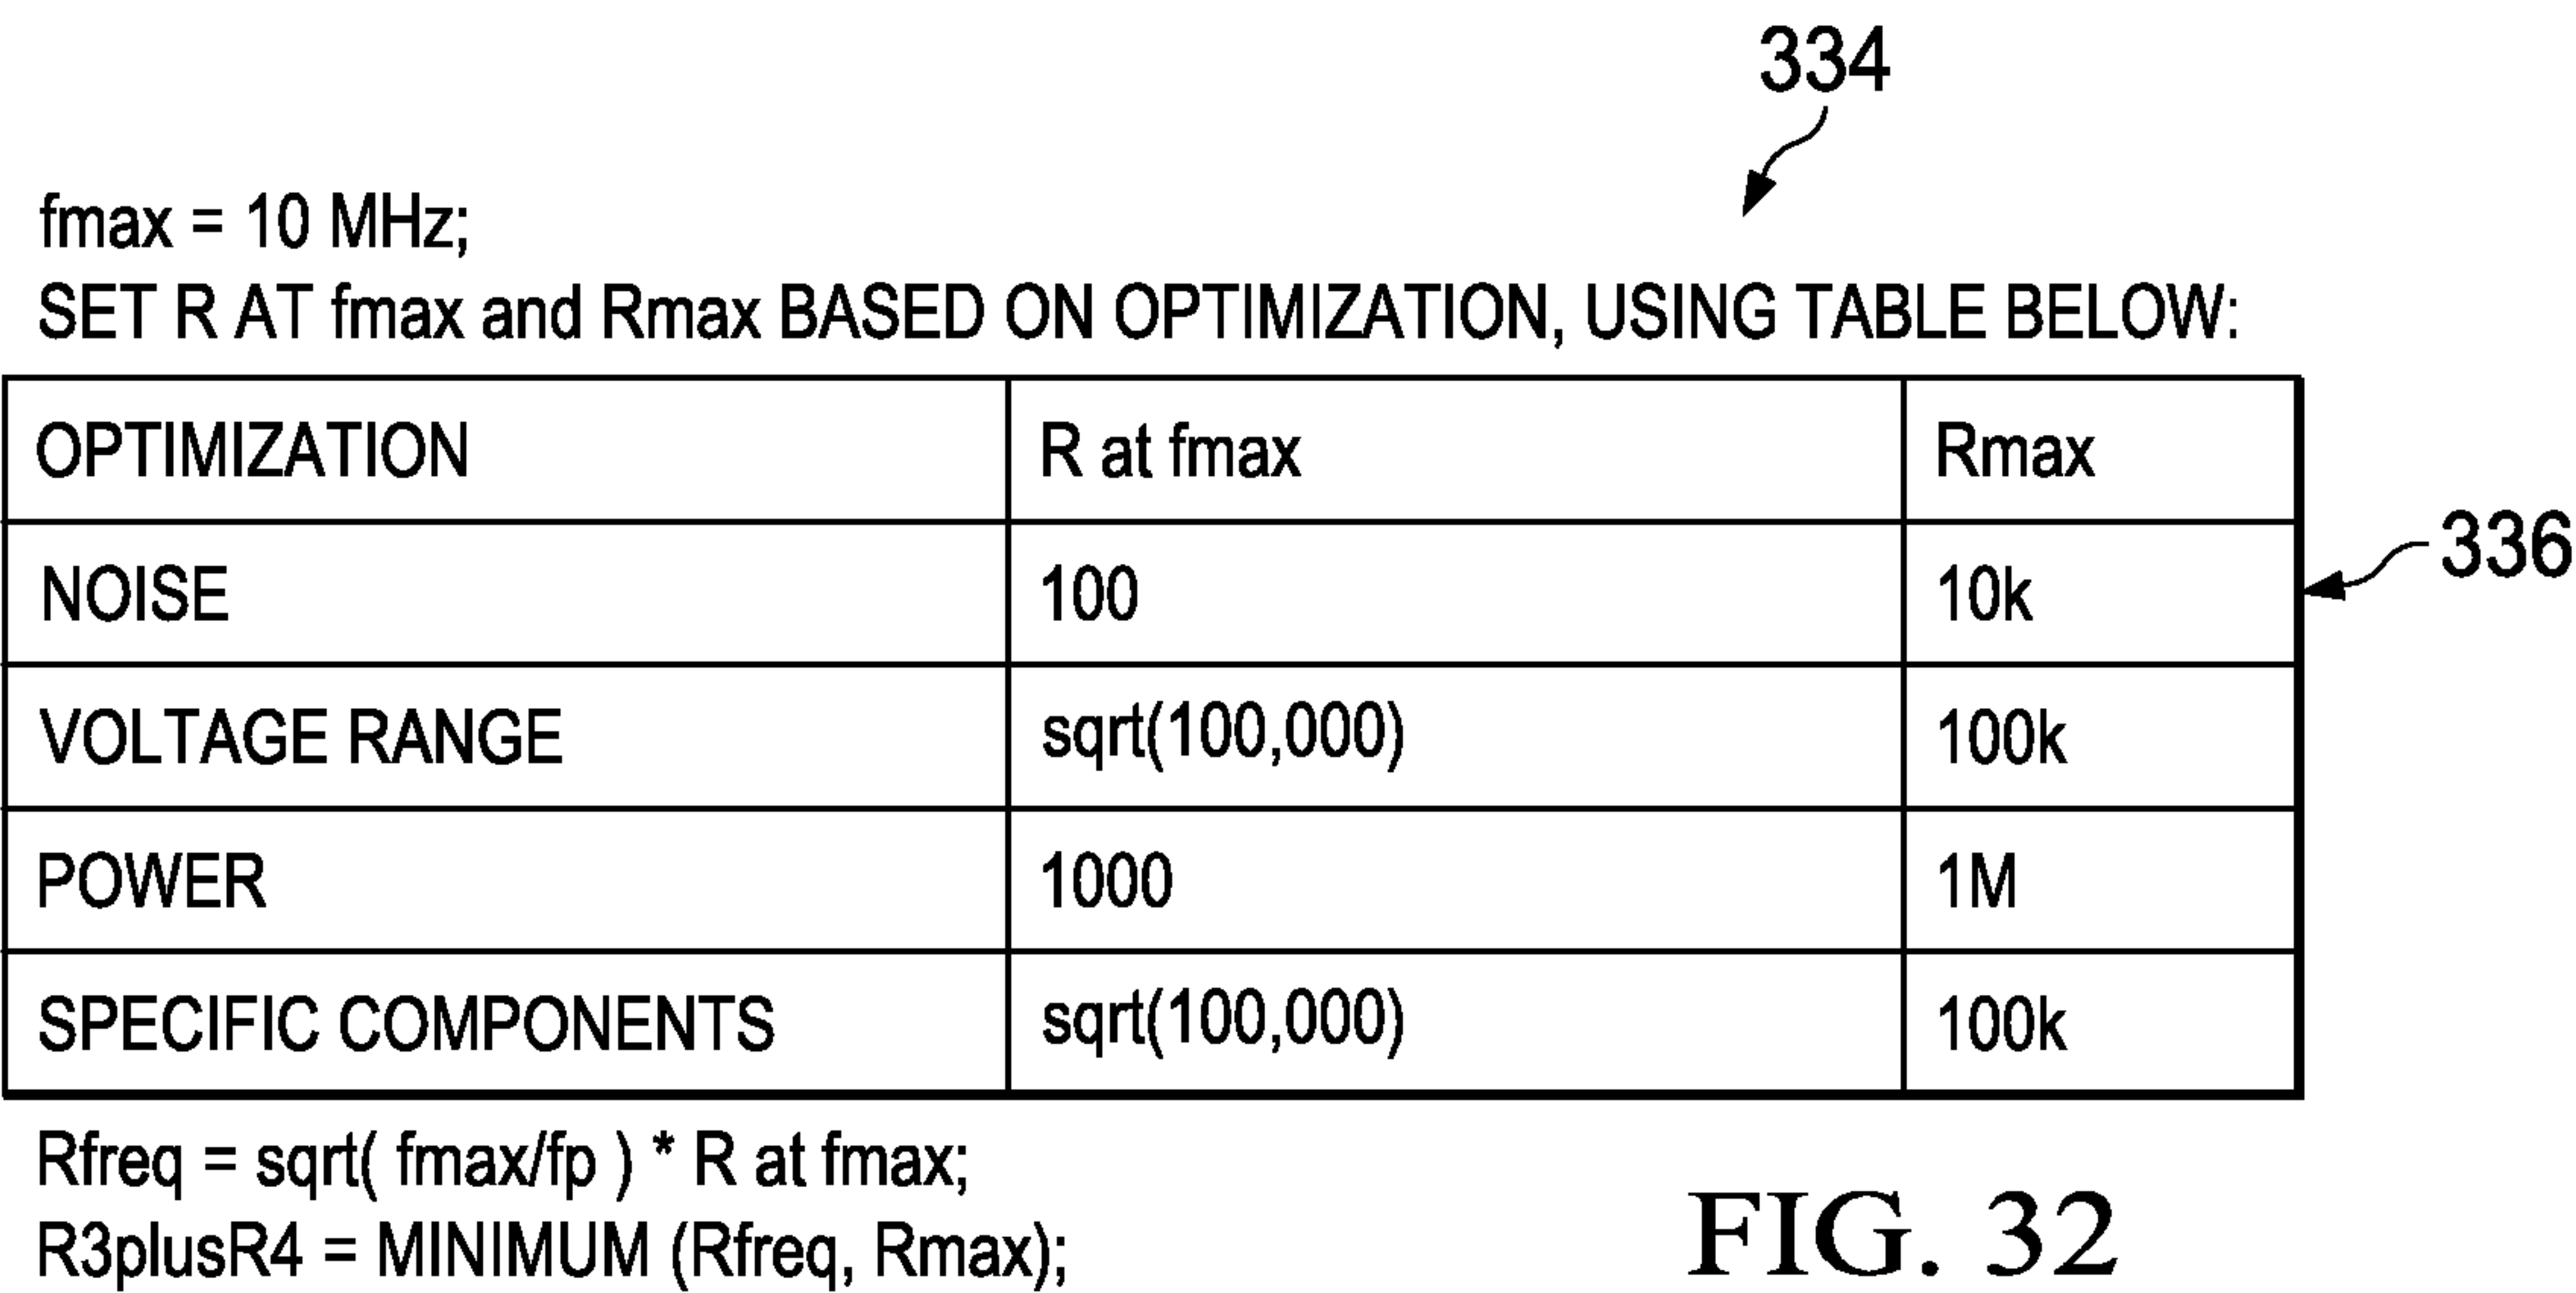 334
fmax = 10 MHz;
SET R AT fmax and Rmax BASED ON OPTIMIZATION, USING TABLE BELOW:
OPTIMIZATION R at fmax Rmax
NOISE 100 10k
336
VOLTAGE RANGE sqrt(100,000) 100k
POWER 1000 1M
SPECIFIC COMPONENTS sqrt(100,000) 100k
Rfreq = sqrt( fmax/fp ) * R at fmax;
R3plusR4 = MINIMUM (Rfreq, Rmax);
FIG. 32